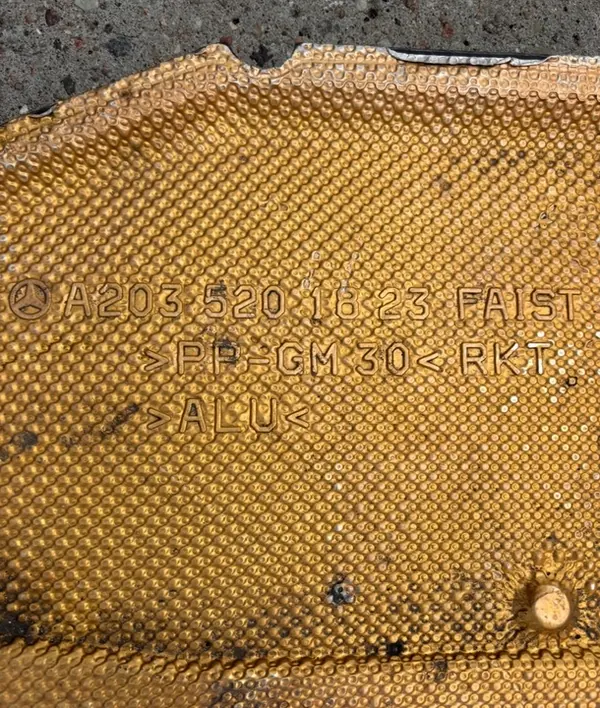 A203 520 18 23 FAIST
>PP-GM 30< RKT
>ALU<